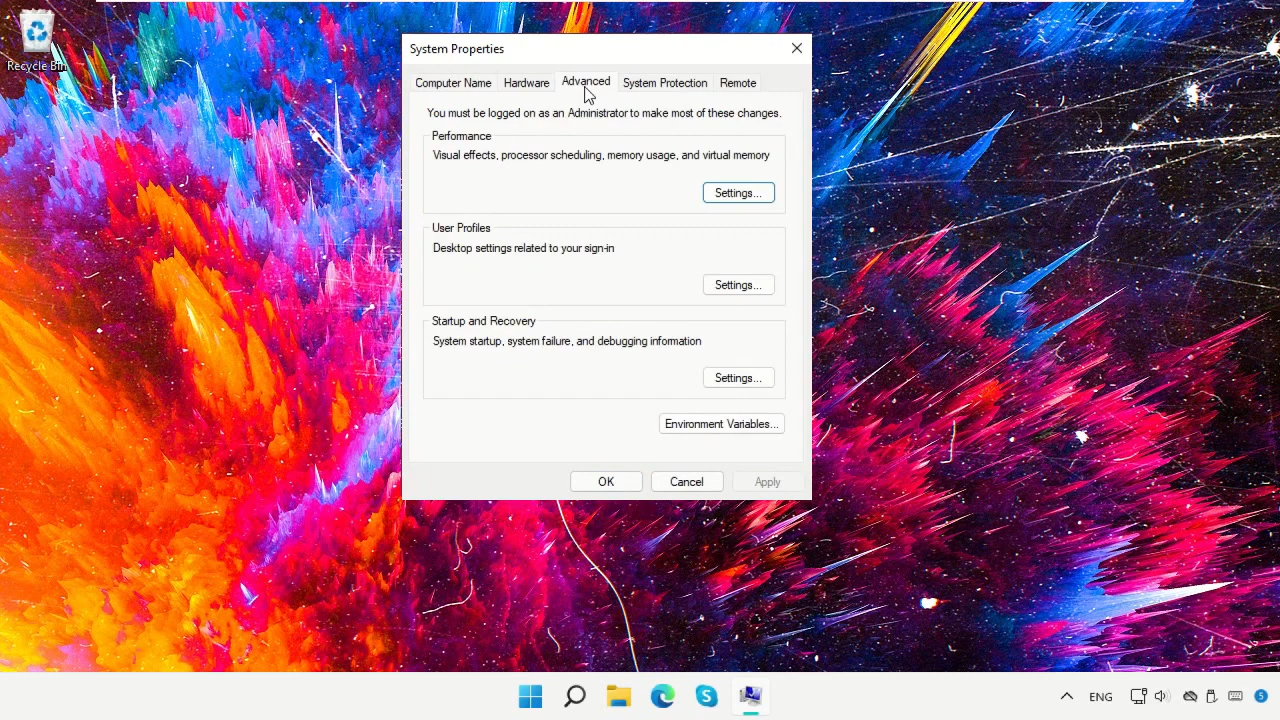 Recycle Bin
System Properties
Computer Name Hardware Advanced System Protection Remote
You must be logged on as an Administrator to make most of these changes.
Performance
Visual effects, processor scheduling, memory usage, and virtual memory
Settings...
User Profiles
Desktop settings related to your sign-in
Settings...
Startup and Recovery
System startup, system failure, and debugging information
Settings...
Environment Variables...
OK Cancel Apply
ENG 5